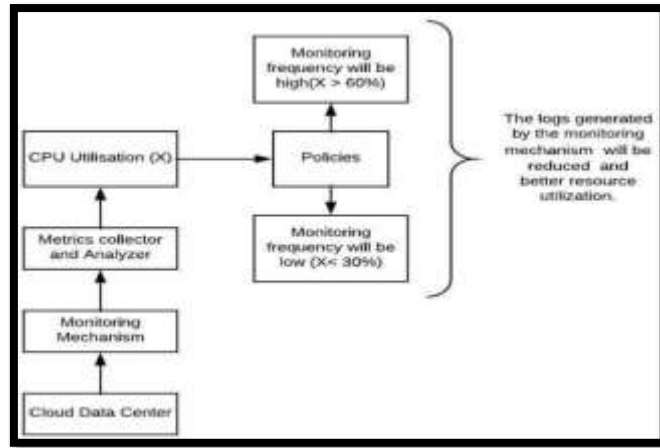 Monitoring
frequency will be
high(X > 60%)
CPU Utilisation (X)
Policies
The logs generated
by the monitoring
mechanism will be
reduced and
better resource
utilization.
Metrics collector
and Analyzer
Monitoring
frequency will be
low (X< 30%)
Monitoring
Mechanism
Cloud Data Center